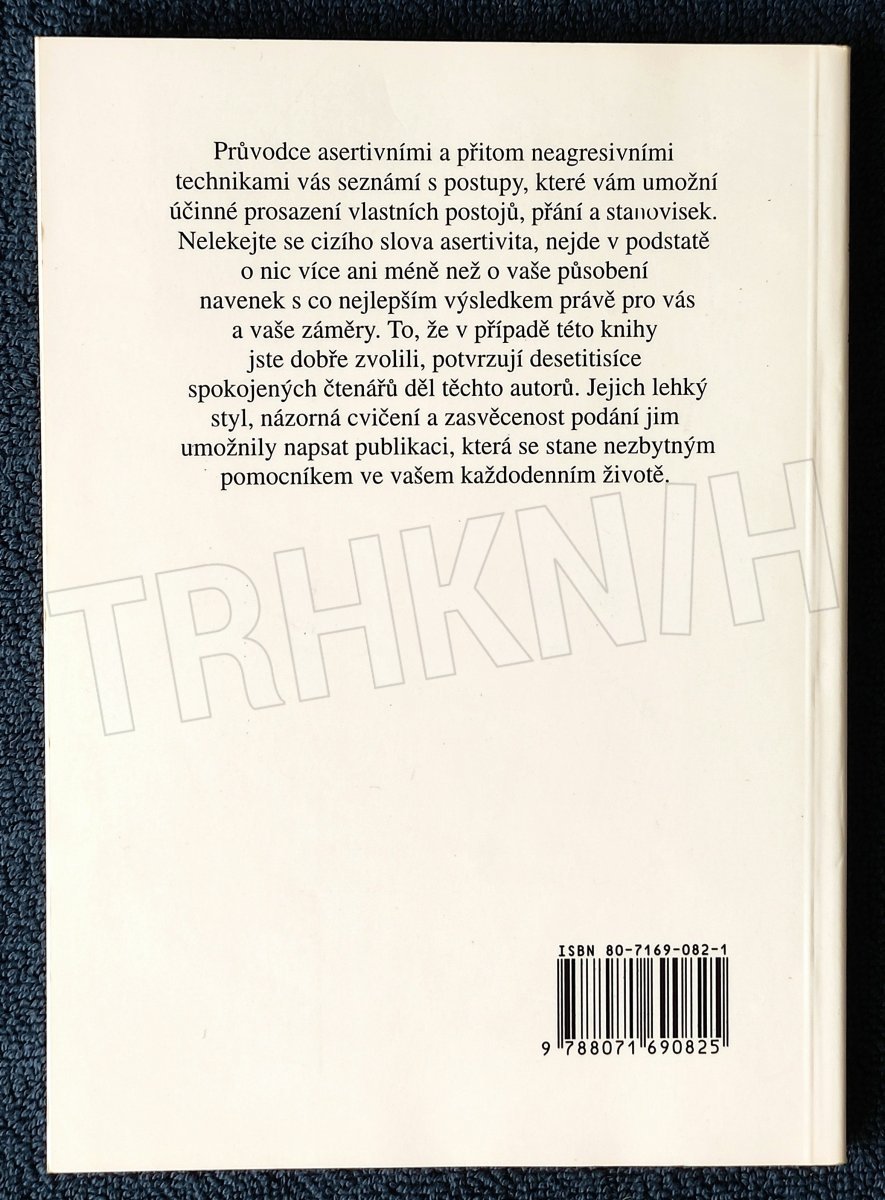 Průvodce asertivními a přitom neagresivními
technikami vás seznámí s postupy, které vám umožní
účinné prosazení vlastních postojů, přání a stanovisek.
Nelekejte se cizího slova asertivita, nejde v podstatě
o nic více ani méně než o vaše působení
navenek s co nejlepším výsledkem právě pro vás
a vaše záměry. To, že v případě této knihy
jste dobře zvolili, potvrzují desetitisíce
spokojených čtenářů děl těchto autorů. Jejich lehký
styl, názorná cvičení a zasvěcenost podání jim
umožnily napsat publikaci, která se stane nezbytným
pomocníkem ve vašem každodenním životě.
TRHKNIH
ISBN 80-7169-082-1
9 788071 690825